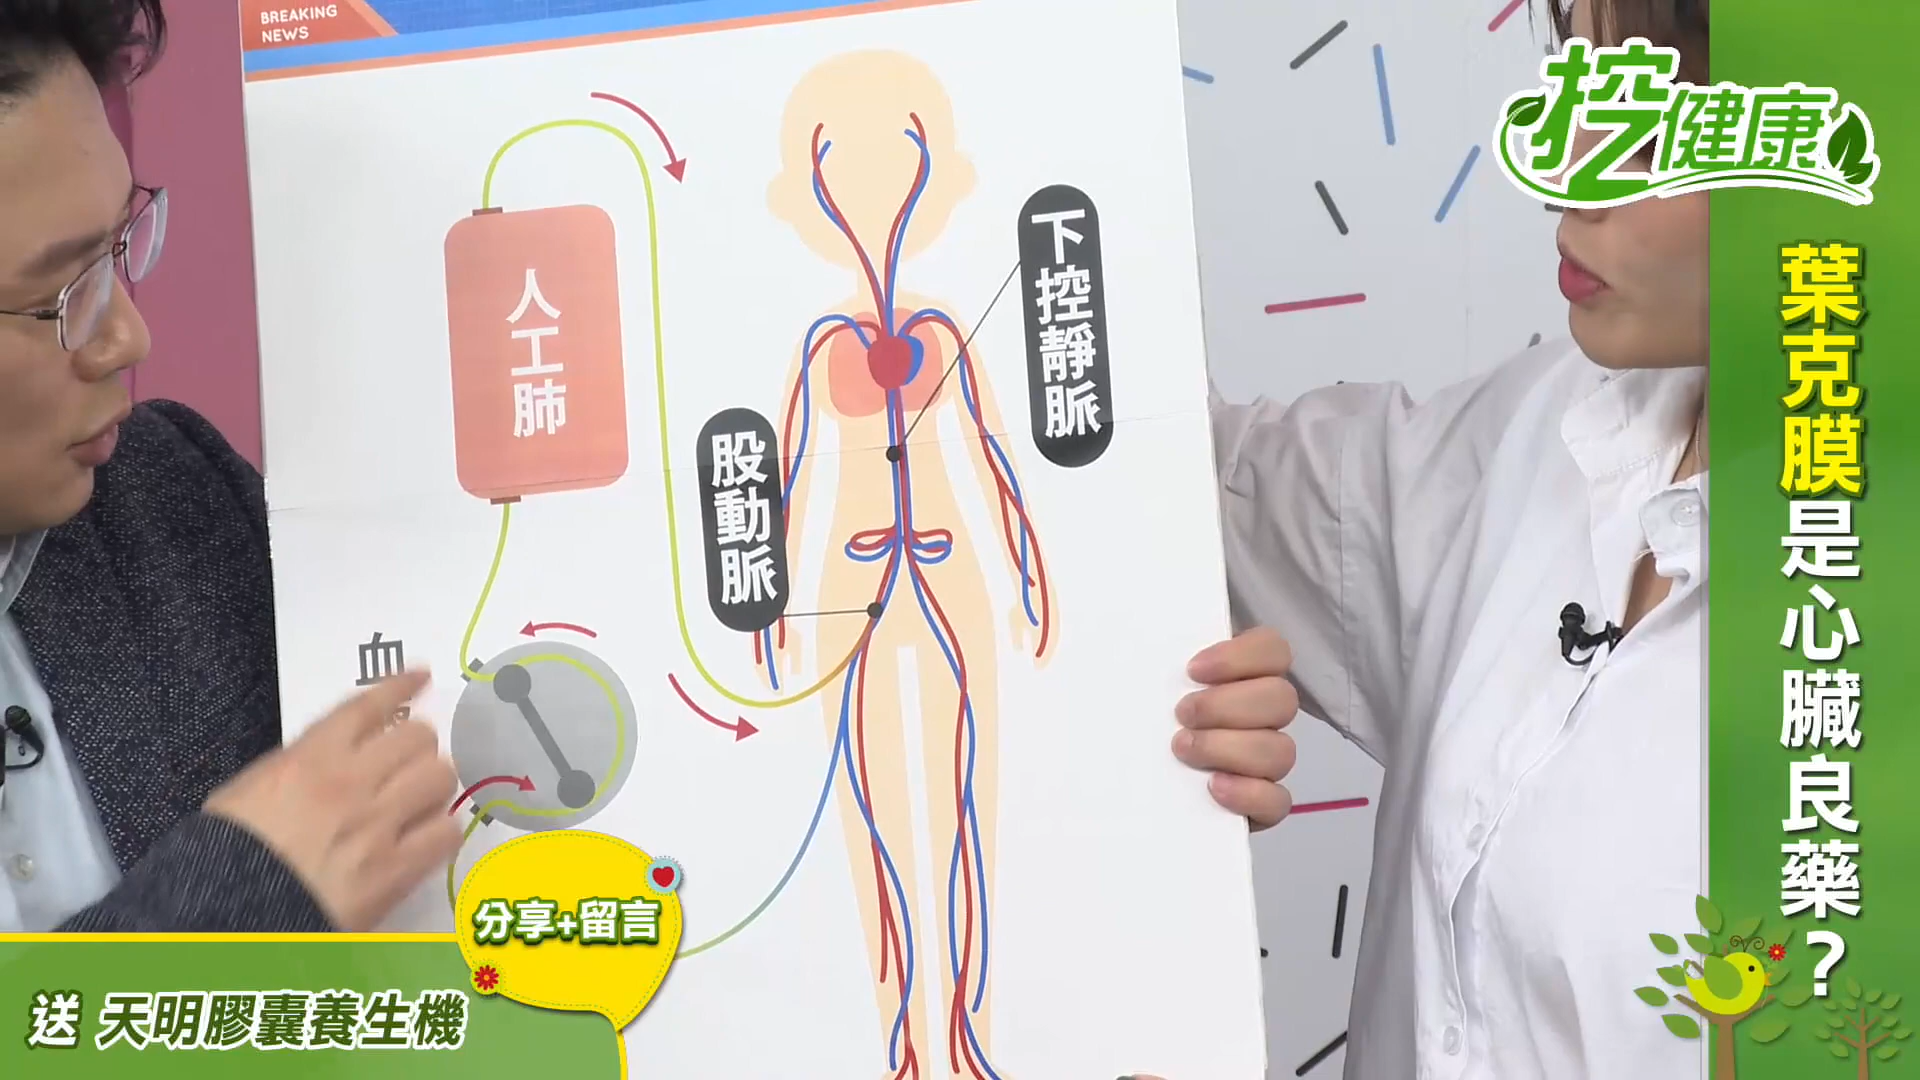 BREAKING
NEWS
人工肺
股動脈
下控靜脈
血
挖健康
葉克膜是心臟良藥？
分享+留言
送 天明膠囊養生機